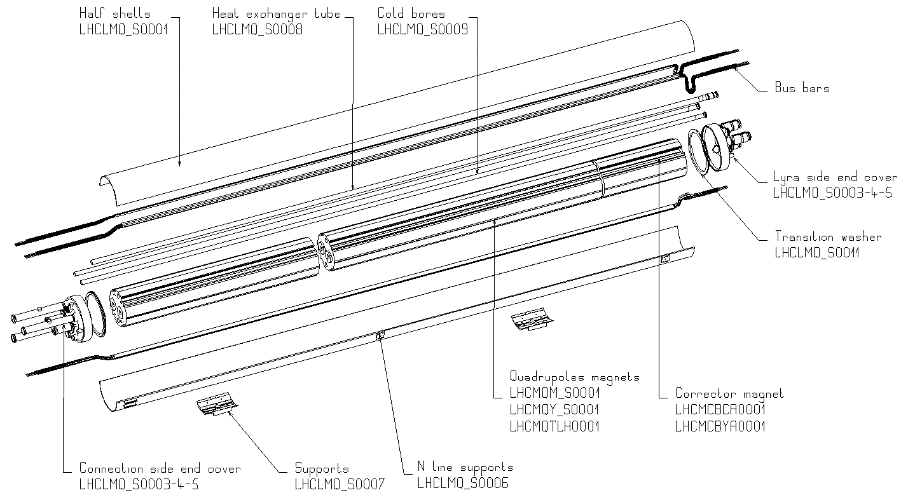 Half shells
LHCLMQ_S0001
Heat exphanger tube
LHCLMQ_S0008
Cold bores
LHCLMQ_S0009
Bus bars
Lyra side end cover
LHCLMQ_S0003-4-5
Transition washer
LHCLMQ_S0011
Quadrupoles magnets
LHCMQM_S0001
LHCMQY_S0001
LHCMQTLH0001
Corrector magnet
LHCMCBCA0001
LHCMCBYA0001
Connection side end cover
LHCLMQ_S0003-4-5
Supports
LHCLMQ_S0007
N line supports
LHCLMQ_S0006